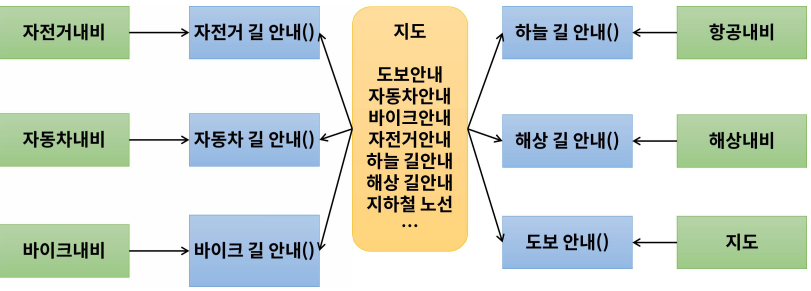 자전거내비
자전거 길 안내()
자동차내비
자동차 길 안내()
바이크내비
바이크 길 안내()
지도
도보안내
자동차안내
바이크안내
자전거안내
하늘 길안내
해상 길안내
지하철 노선
...
하늘 길 안내()
항공내비
해상 길 안내()
해상내비
도보 안내()
지도